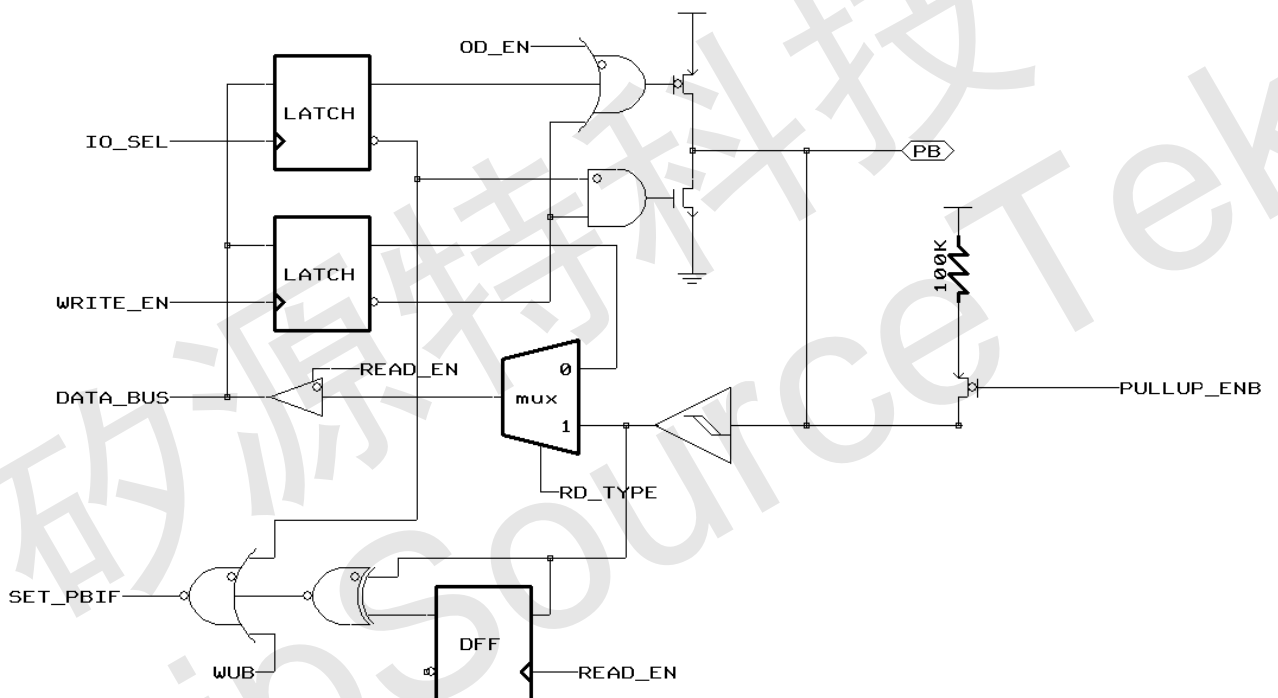 OD_EN
LATCH
IO_SEL
PB
LATCH
WRITE_EN
100K
READ_EN
DATA_BUS
0
mux
1
PULLUP_ENB
RD_TYPE
SET_PBIF
DFF
WUB
READ_EN
矽源特科技
ipSourceTek